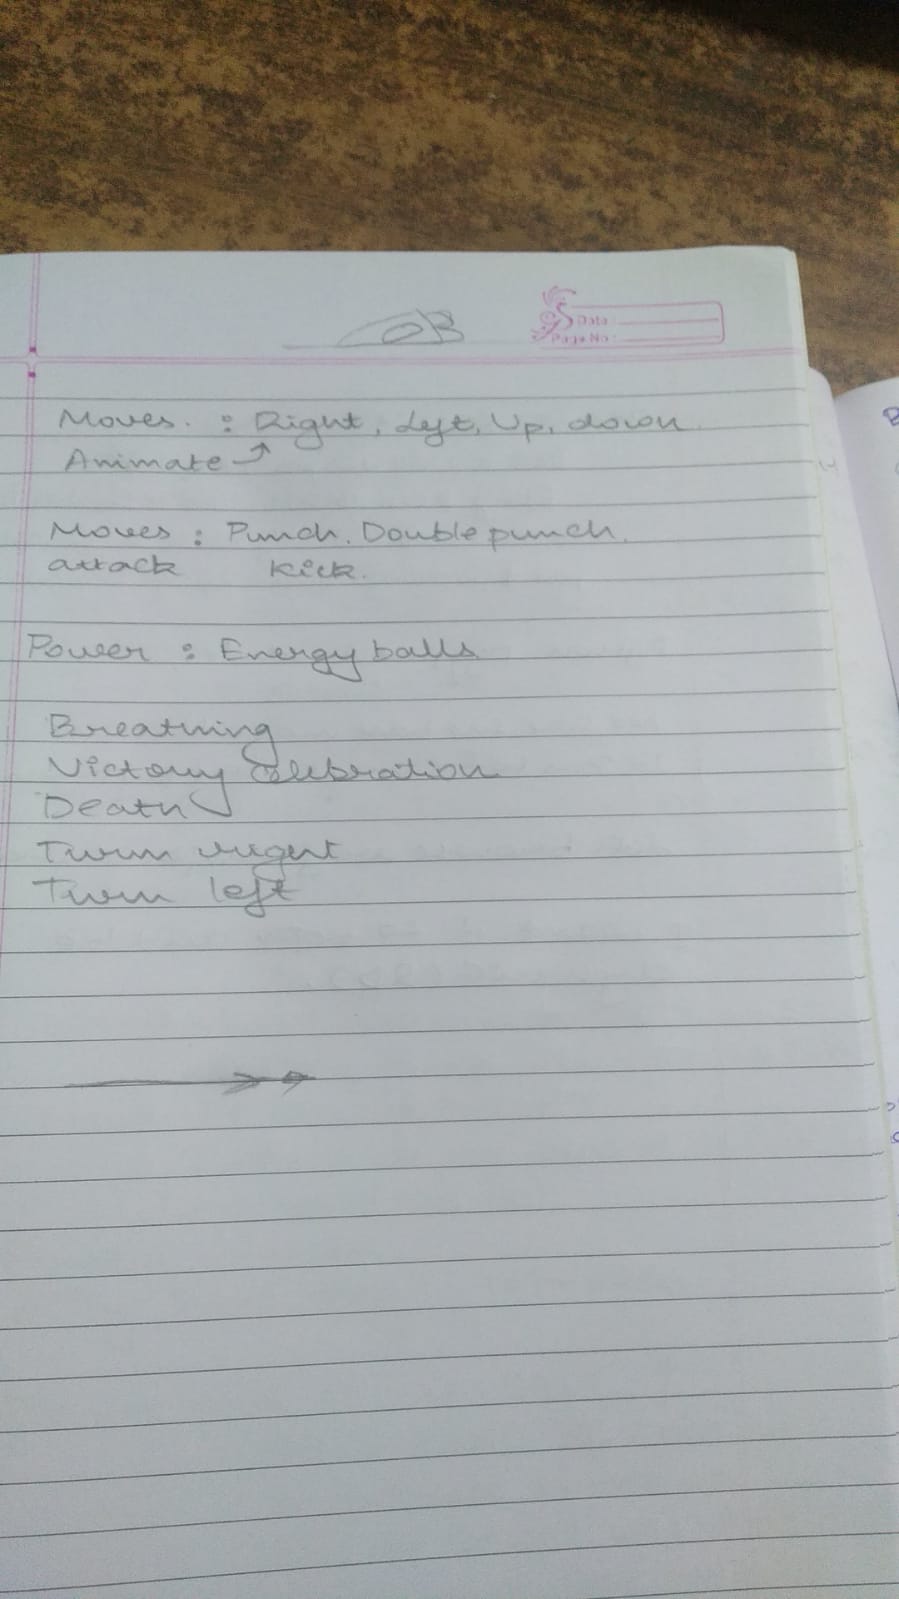 OB
Date
Page No.
Moves. : Right, Left, Up, down.
Animate
Moves : Punch. Double punch.
attack kick.
Power : Energy balls
Breathing
Victory Celebration
Death
Turn right
Turn left